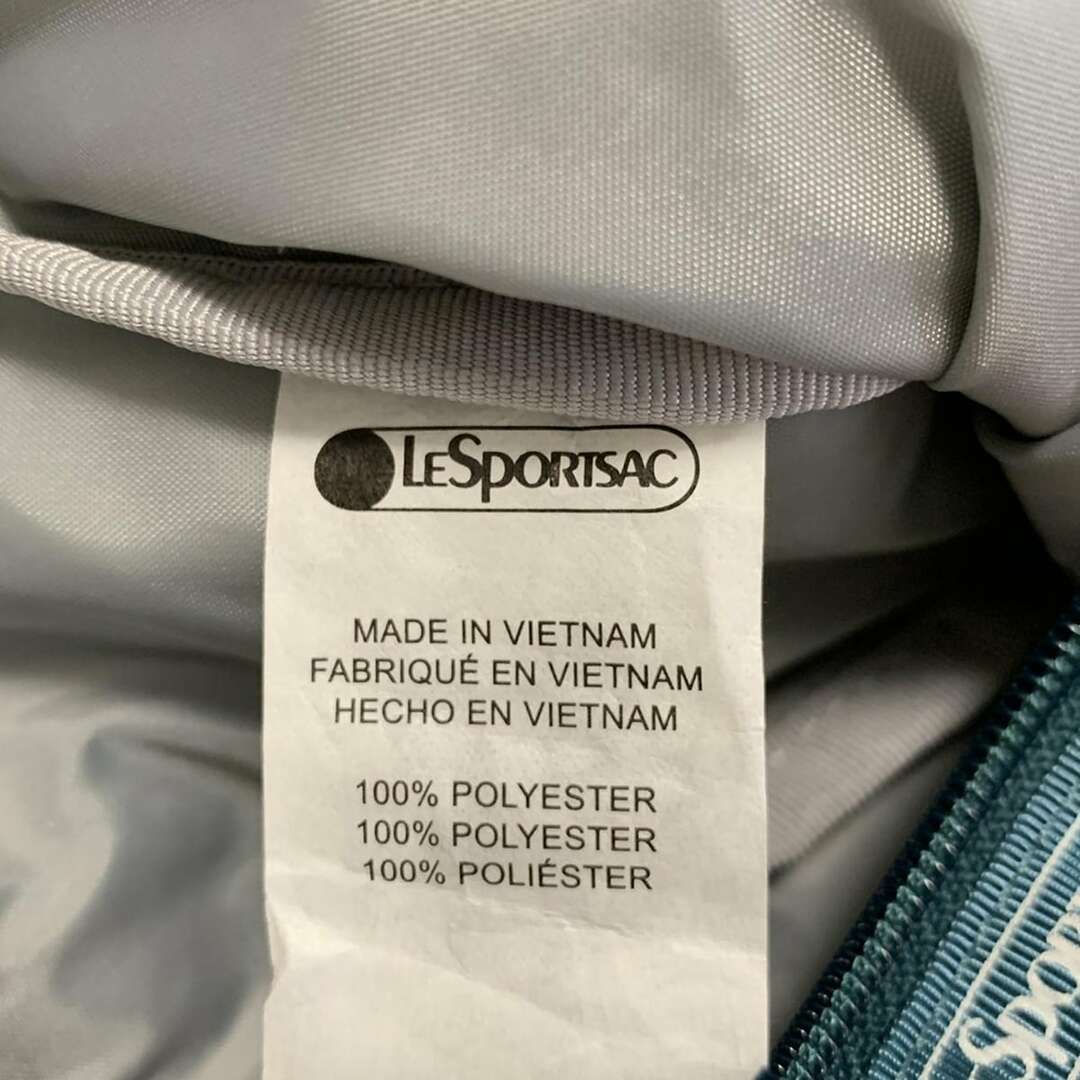 LESPORTSAC
MADE IN VIETNAM
FABRIQUÉ EN VIETNAM
HECHO EN VIETNAM
100% POLYESTER
100% POLYESTER
100% POLIÉSTER